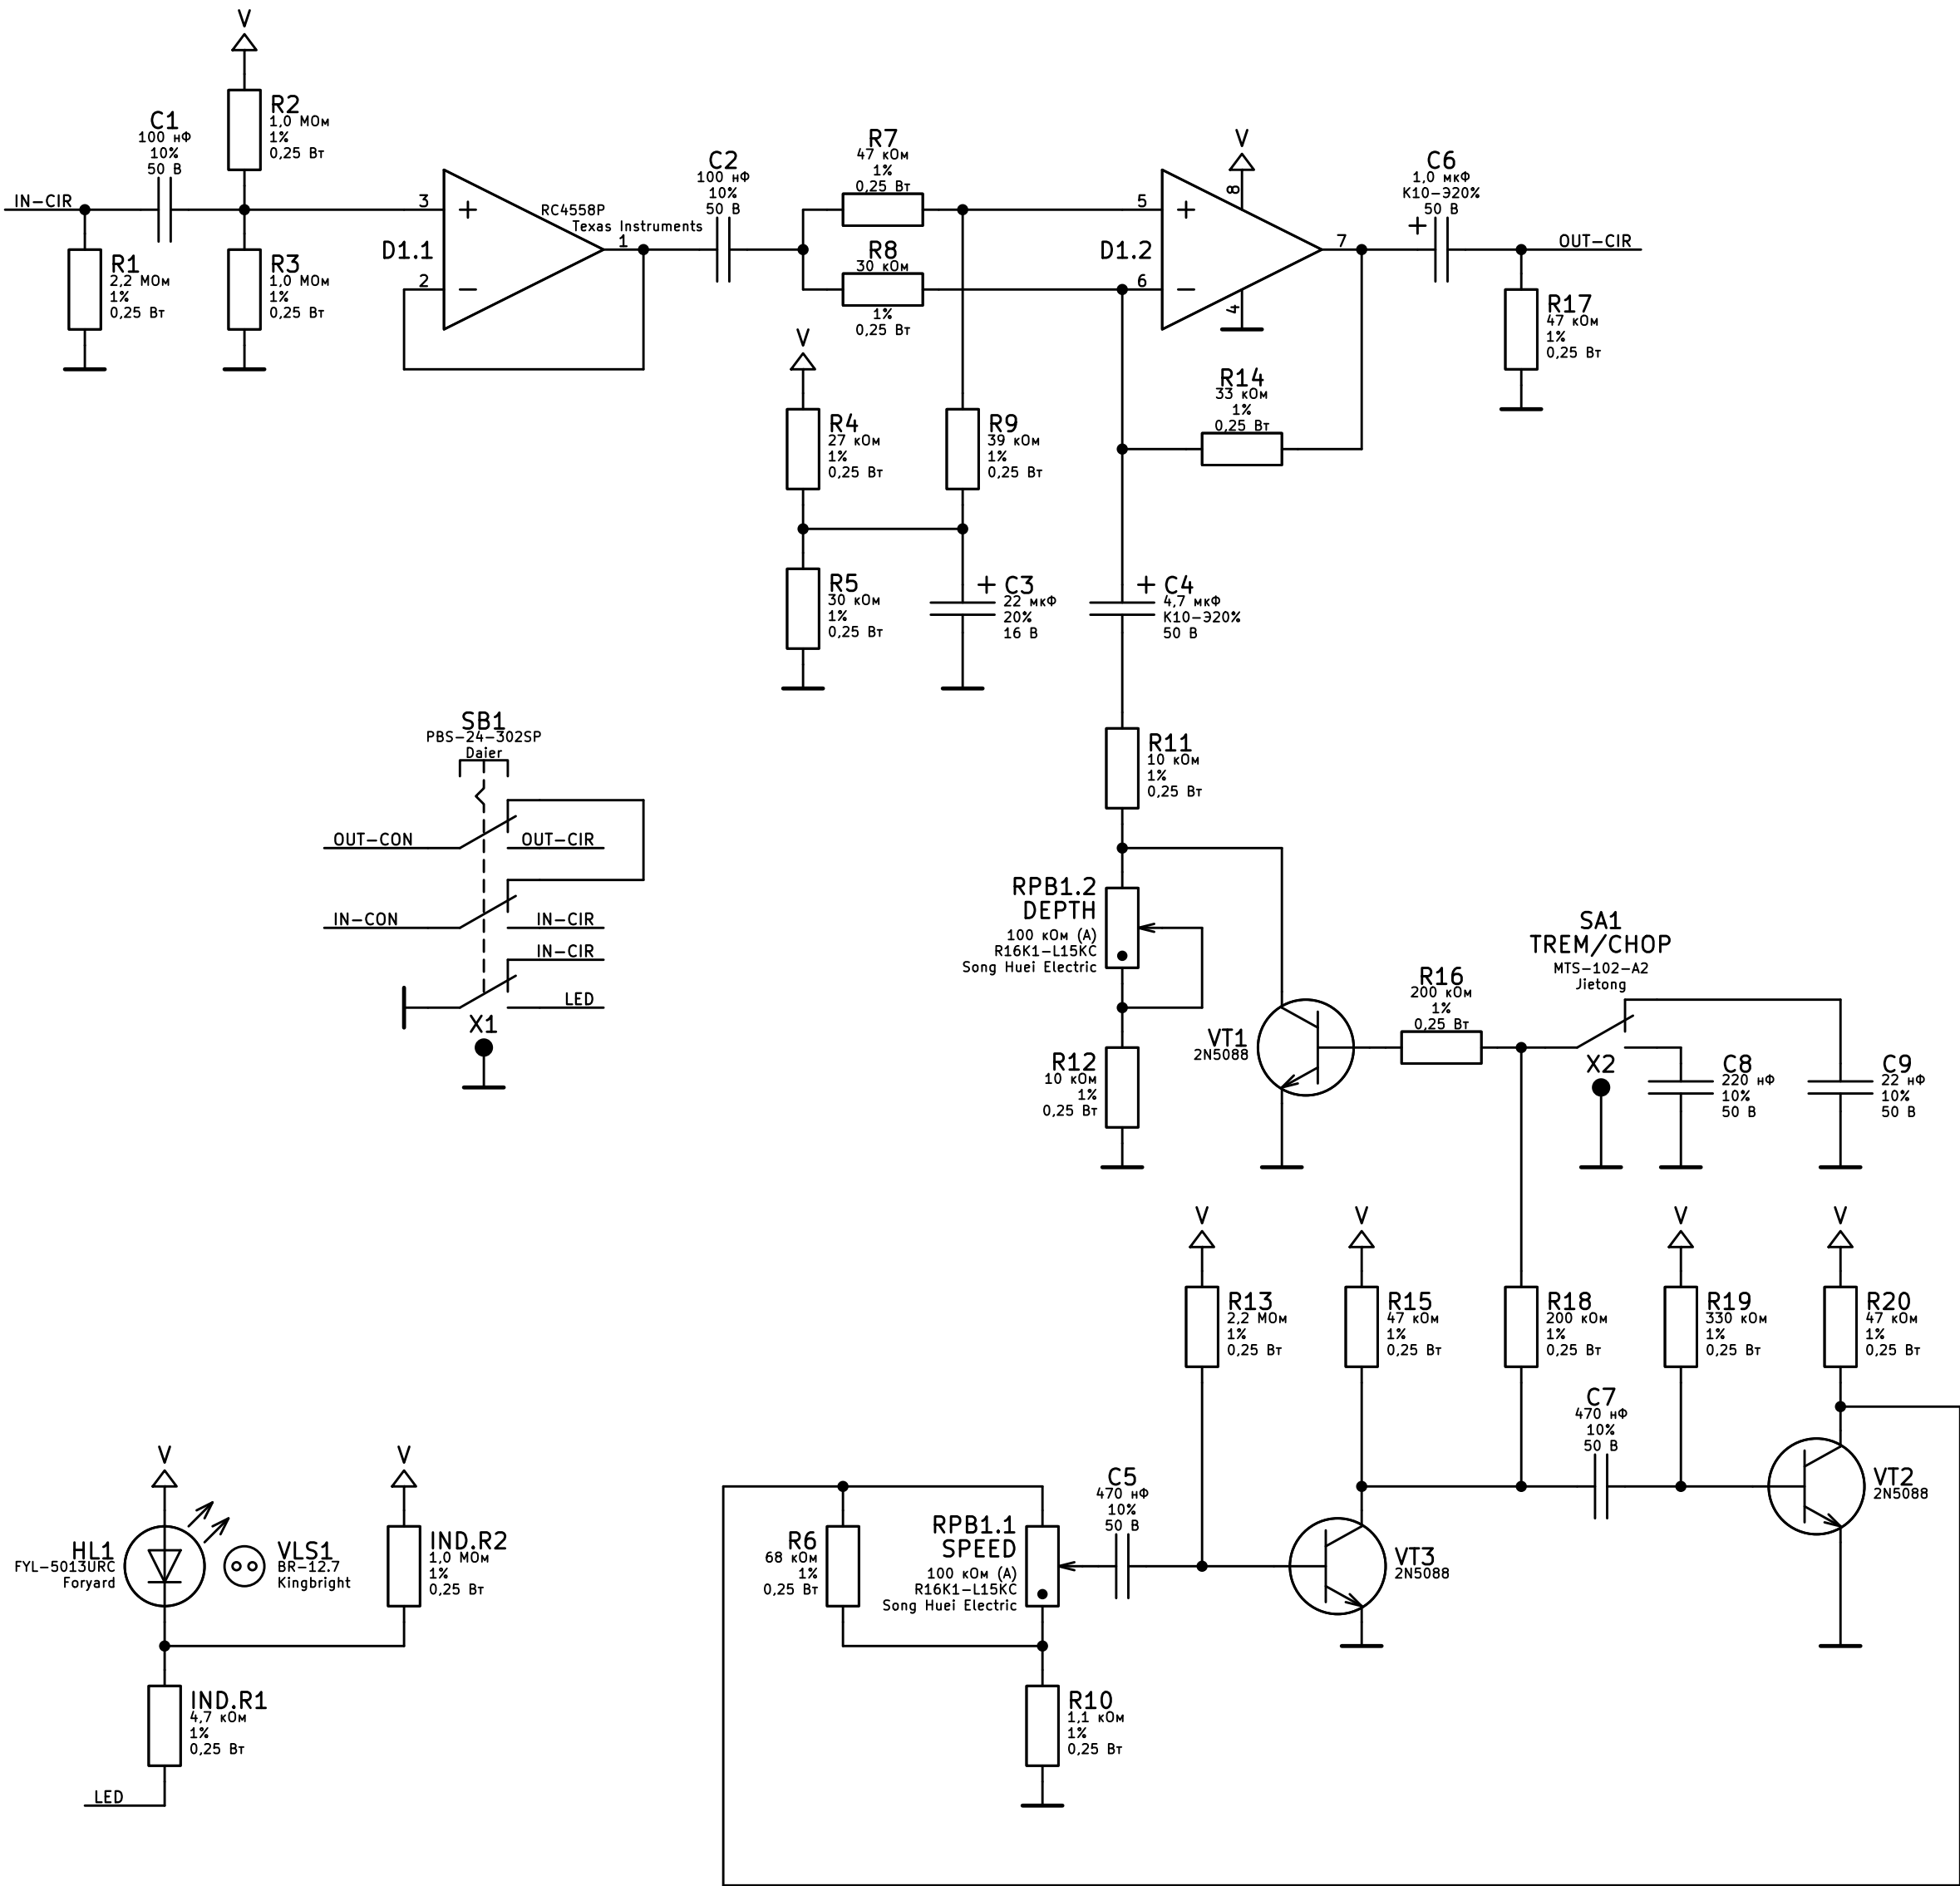 V
R2
1,0 МОм
1%
0,25 Вт
C1
100 нФ
10%
50 В
IN-CIR
R1
2,2 МОм
1%
0,25 Вт
R3
1,0 МОм
1%
0,25 Вт
3
2
1
D1.1
RC4558P
Texas Instruments
C2
100 нФ
10%
50 В
R7
47 кОм
1%
0,25 Вт
R8
30 кОм
1%
0,25 Вт
V
8
5
6
7
4
D1.2
C6
1,0 мкФ
К10-Э20%
50 В
OUT-CIR
R17
47 кОм
1%
0,25 Вт
V
R4
27 кОм
1%
0,25 Вт
R9
39 кОм
1%
0,25 Вт
R14
33 кОм
1%
0,25 Вт
R5
30 кОм
1%
0,25 Вт
+ C3
22 мкФ
20%
16 В
+ C4
4,7 мкФ
К10-Э20%
50 В
SB1
PBS-24-302SP
Daier
OUT-CON
OUT-CIR
IN-CON
IN-CIR
IN-CIR
LED
X1
R11
10 кОм
1%
0,25 Вт
RPB1.2
DEPTH
100 кОм (A)
R16K1-L15KC
Song Huei Electric
R12
10 кОм
1%
0,25 Вт
VT1
2N5088
R16
200 кОм
1%
0,25 Вт
SA1
TREM/CHOP
MTS-102-A2
Jietong
X2
C8
220 нФ
10%
50 В
C9
22 нФ
10%
50 В
V
V
V
V
R13
2,2 МОм
1%
0,25 Вт
R15
47 кОм
1%
0,25 Вт
R18
200 кОм
1%
0,25 Вт
R19
330 кОм
1%
0,25 Вт
R20
47 кОм
1%
0,25 Вт
C7
470 нФ
10%
50 В
VT2
2N5088
V
V
HL1
FYL-5013URC
Foryard
VLS1
BR-12.7
Kingbright
IND.R2
1,0 МОм
1%
0,25 Вт
IND.R1
4,7 кОм
1%
0,25 Вт
LED
R6
68 кОм
1%
0,25 Вт
RPB1.1
SPEED
100 кОм (A)
R16K1-L15KC
Song Huei Electric
C5
470 нФ
10%
50 В
VT3
2N5088
R10
1,1 кОм
1%
0,25 Вт